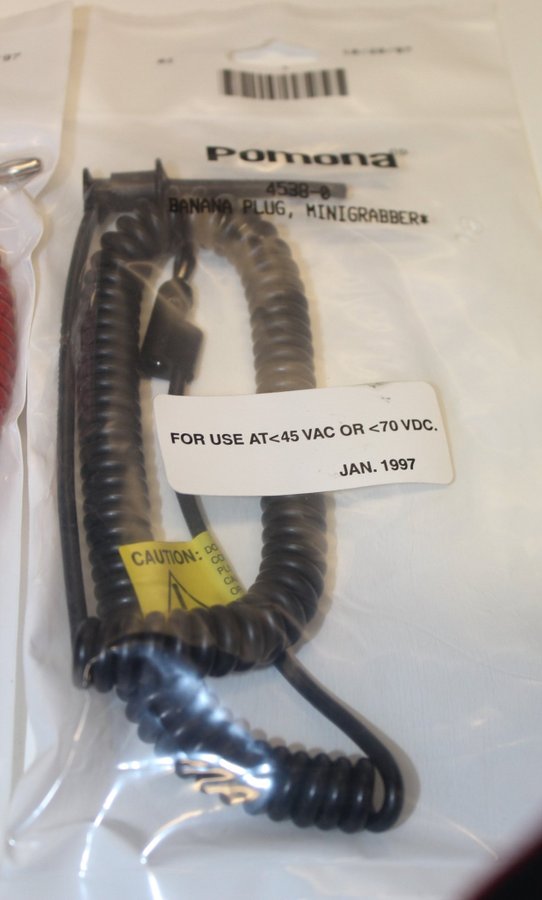 Pomona®
4538-0
BANANA PLUG, MINIGRABBER*
FOR USE AT<45 VAC OR <70 VDC.
JAN. 1997
CAUTION: